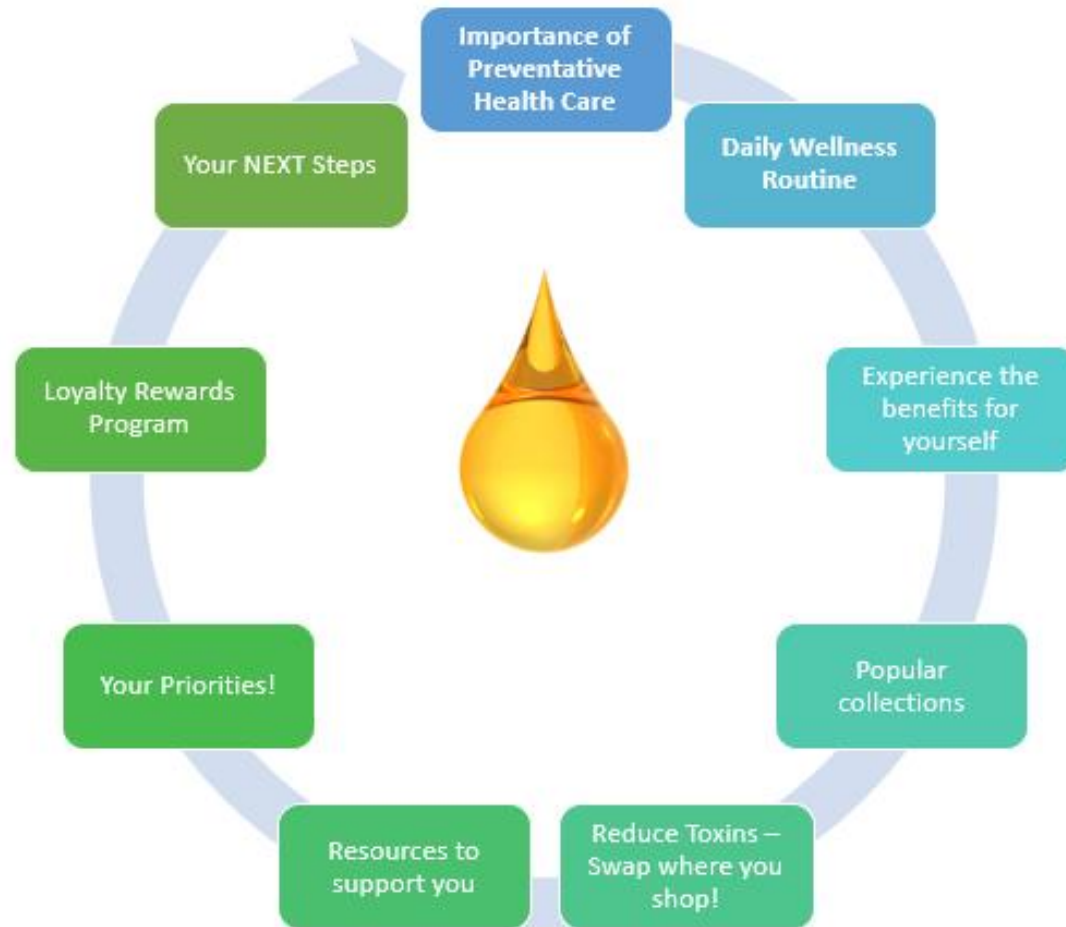 Importance of
Preventative
Health Care
Daily Wellness
Routine
Experience the
benefits for
yourself
Popular
collections
Reduce Toxins –
Swap where you
shop!
Resources to
support you
Your Priorities!
Loyalty Rewards
Program
Your NEXT Steps